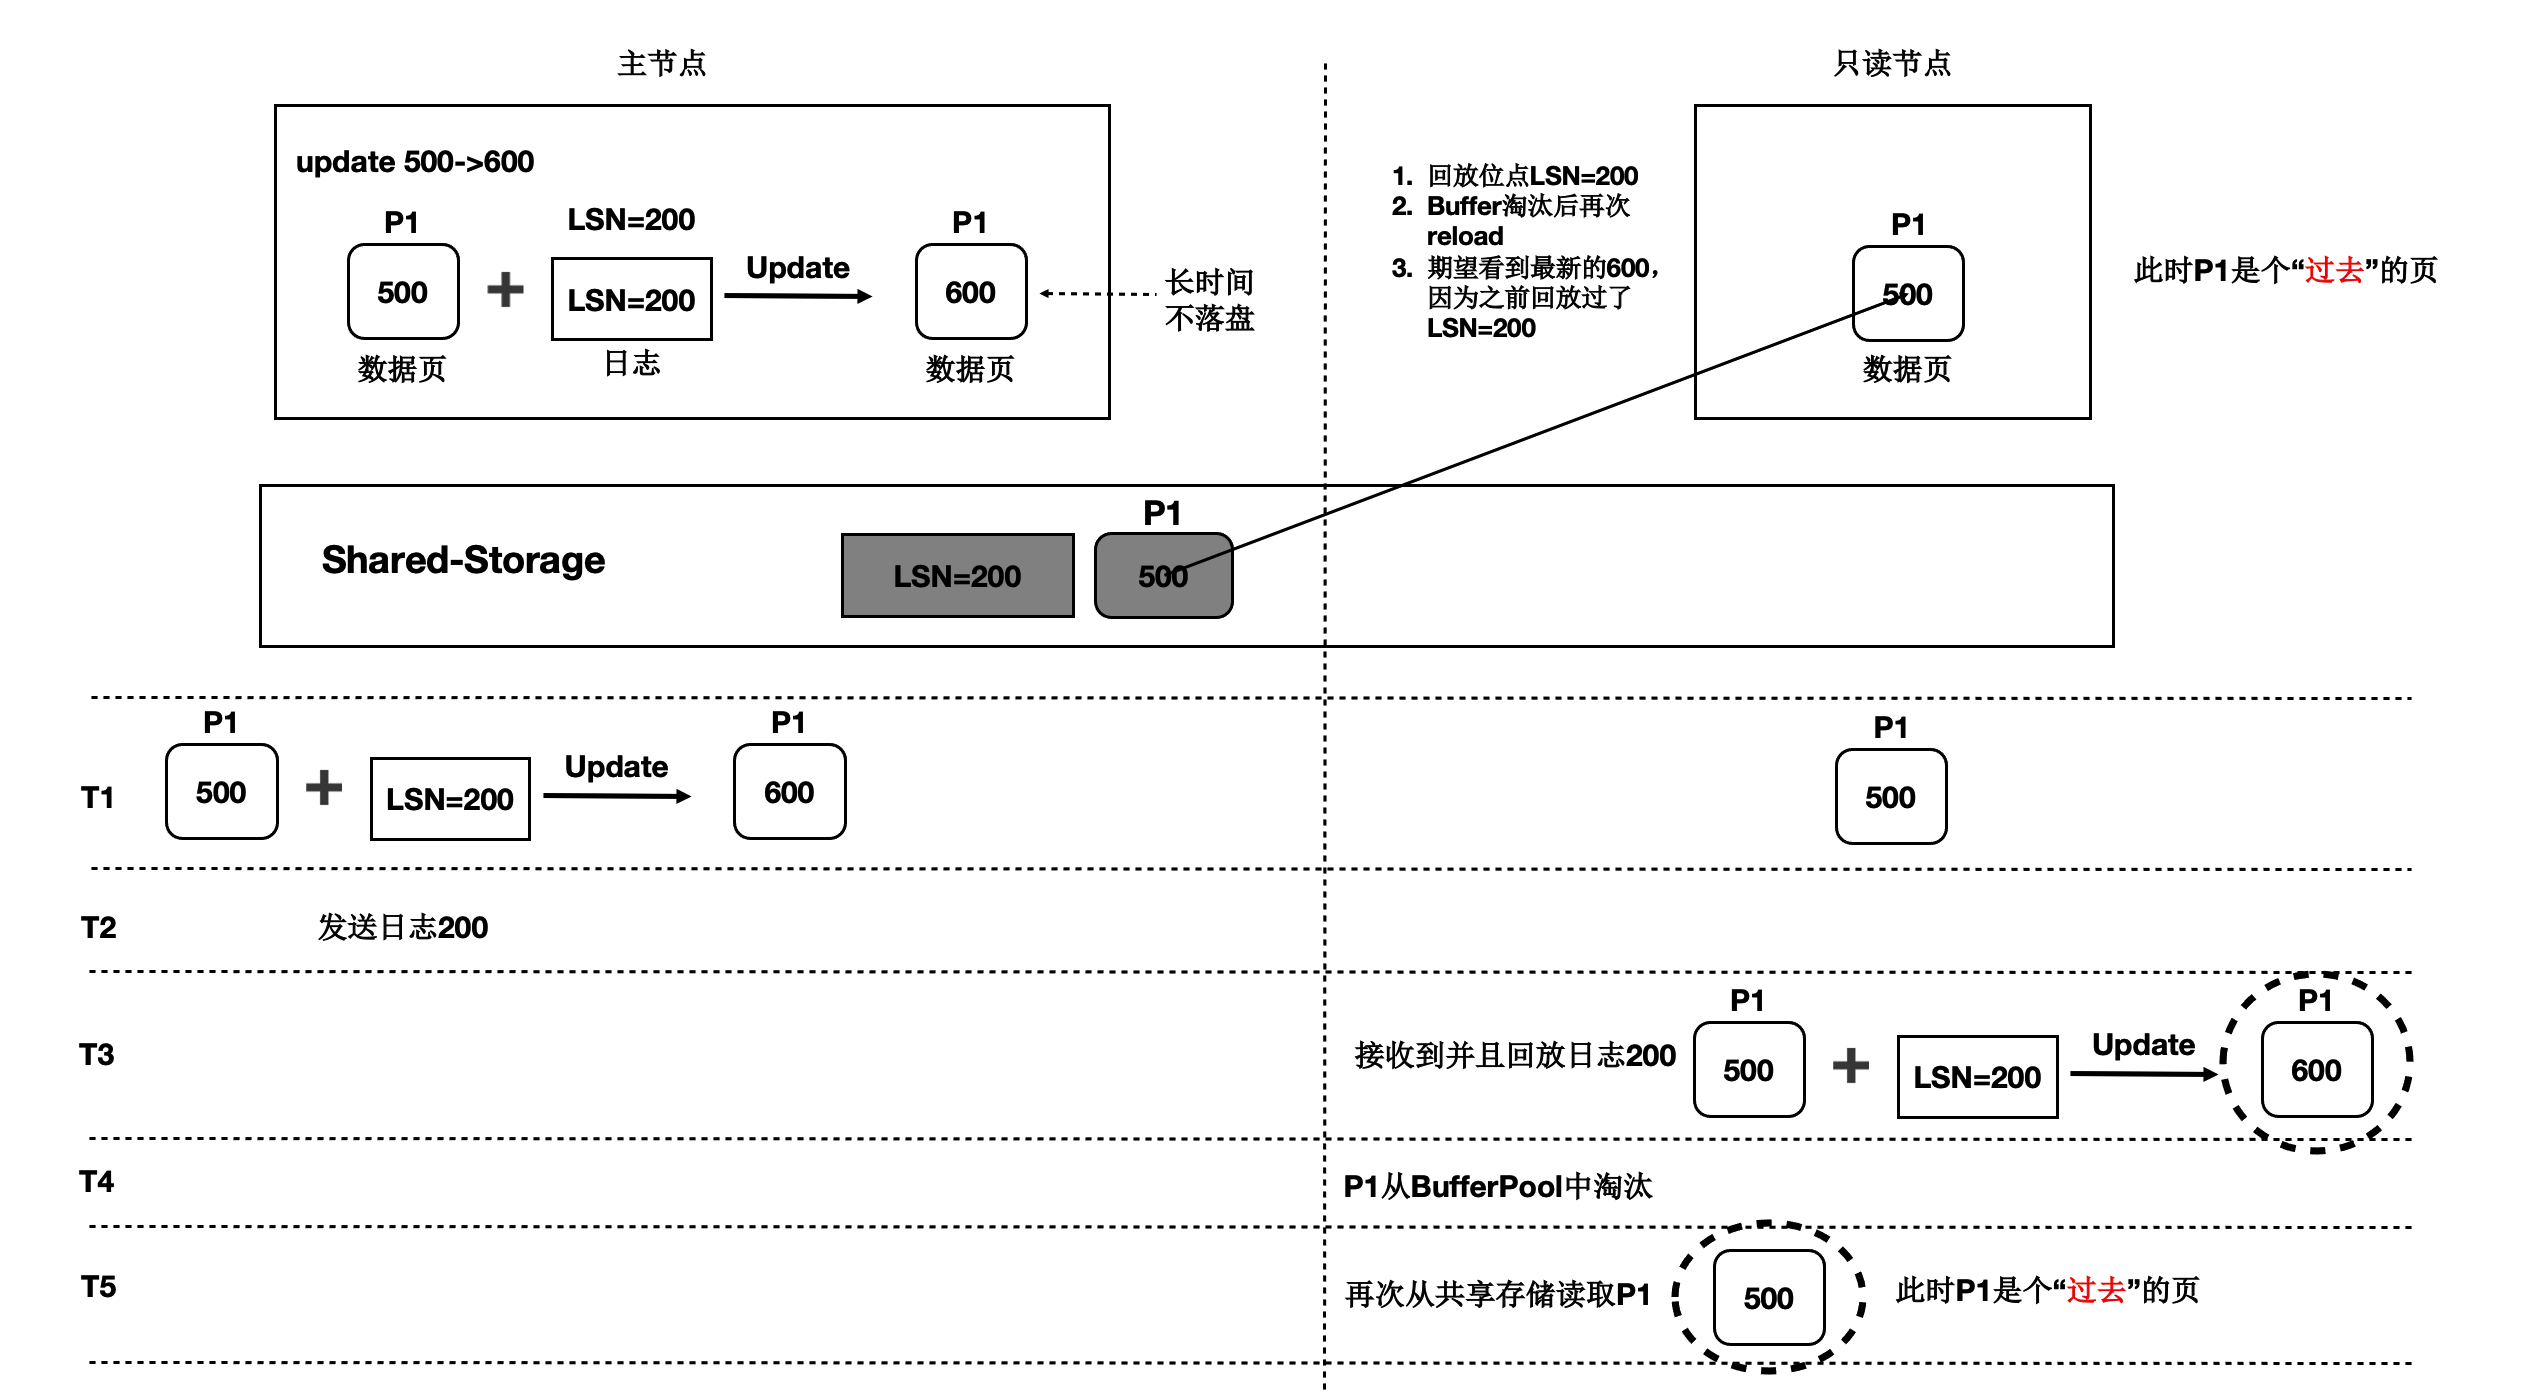 主节点
只读节点
update 500->600
P1
500
数据页
LSN=200
LSN=200
日志
Update
P1
600
数据页
长时间
不落盘
1. 回放位点LSN=200
2. Buffer淘汰后再次
reload
3. 期望看到最新的600，
因为之前回放过了
LSN=200
P1
500
数据页
此时P1是个“过去”的页
Shared-Storage
LSN=200
P1
500
T1
P1
500
LSN=200
Update
P1
600
P1
500
T2
发送日志200
T3
接收到并且回放日志200
P1
500
LSN=200
Update
P1
600
T4
P1从BufferPool中淘汰
T5
再次从共享存储读取P1
500
此时P1是个“过去”的页